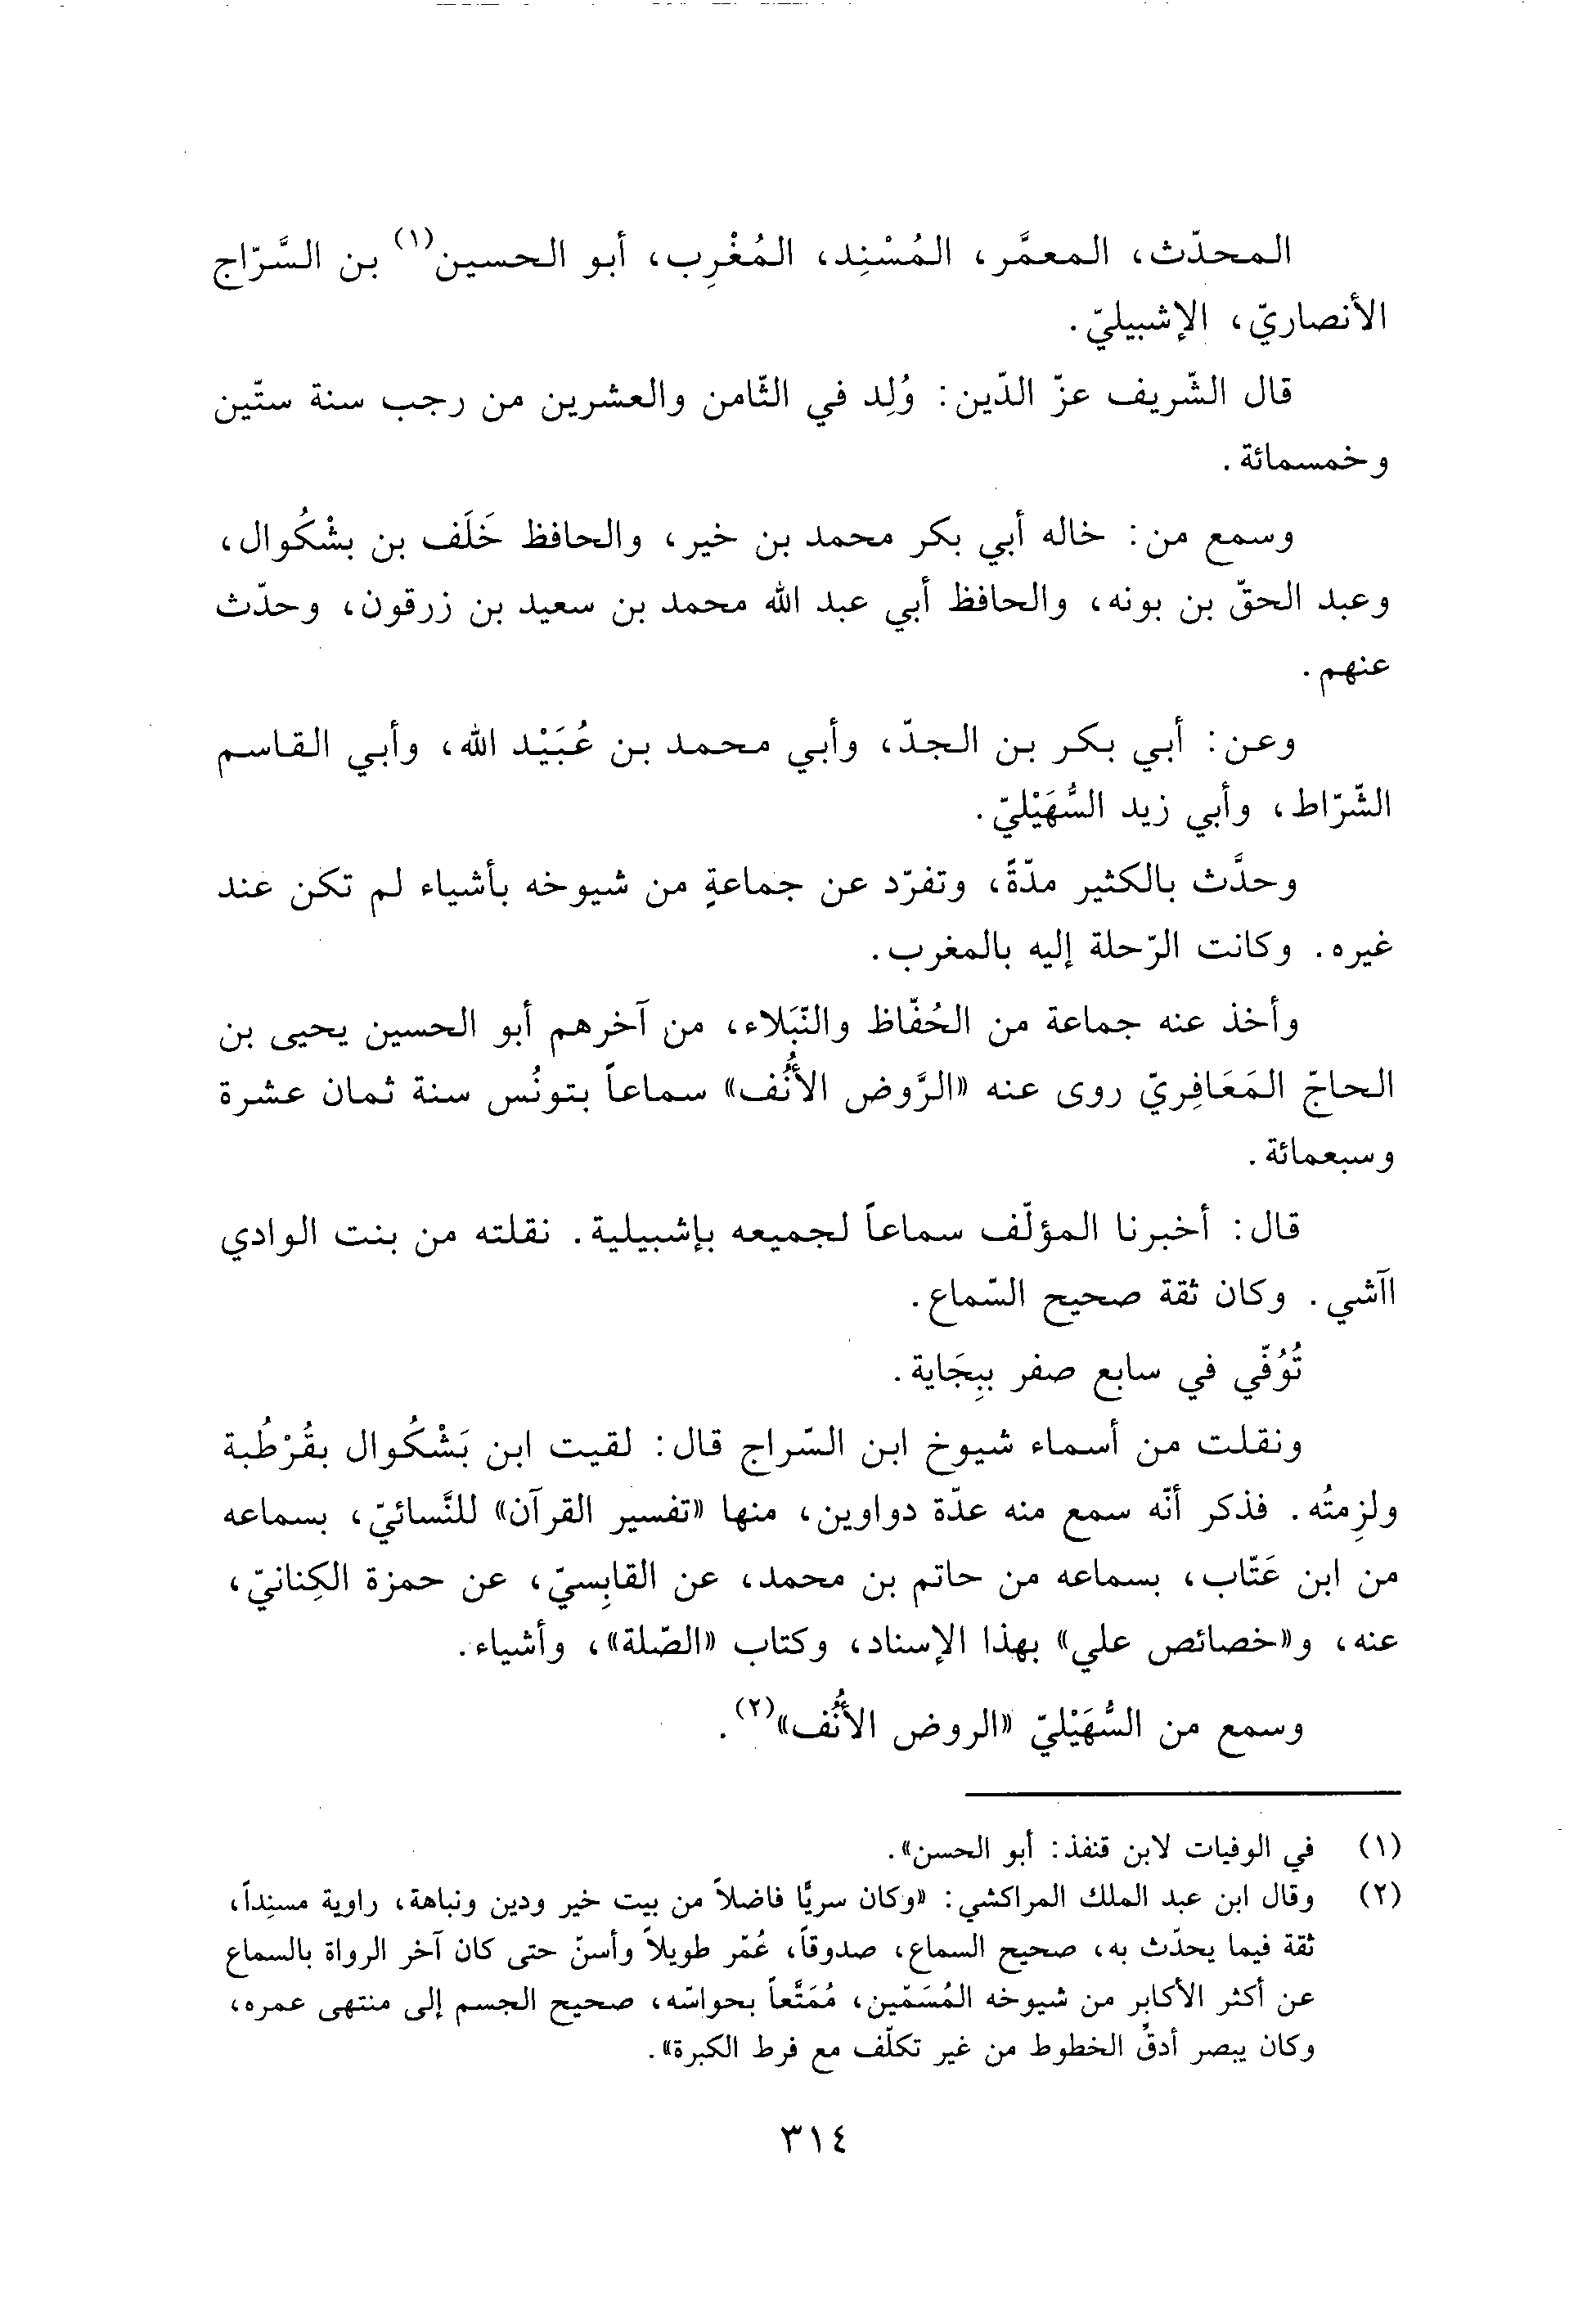 المحدّث، المعمَّر، المُسْنِد، المُغْرِب، أبو الحسين(١) بن السَّرّاج
الأنصاريّ، الإشبيليّ.
قال الشّريف عزّ الدّين: وُلِد في الثّامن والعشرين من رجب سنة ستّين
وخمسمائة.
وسمع من: خاله أبي بكر محمد بن خير، والحافظ خَلَف بن بشْكُوال،
وعبد الحقّ بن بونه، والحافظ أبي عبد الله محمد بن سعيد بن زرقون، وحدّث
عنهم.
وعن: أبي بكر بن الجدّ، وأبي محمد بن عُبَيْد الله، وأبي القاسم
الشّرّاط، وأبي زيد السُّهَيْليّ.
وحدَّث بالكثير مدّةً، وتفرّد عن جماعةٍ من شيوخه بأشياء لم تكن عند
غيره. وكانت الرّحلة إليه بالمغرب.
وأخذ عنه جماعة من الحُفّاظ والنّبَلاء، من آخرهم أبو الحسين يحيى بن
الحاجّ المَعَافِريّ روى عنه «الرَّوض الأُنُف» سماعاً بتونُس سنة ثمان عشرة
وسبعمائة.
قال: أخبرنا المؤلّف سماعاً لجميعه بإشبيلية. نقلته من بنت الوادي
اآشي. وكان ثقة صحيح السّماع.
تُوُفّي في سابع صفر ببِجَاية.
ونقلت من أسماء شيوخ ابن السّراج قال: لقيت ابن بَشْكُوال بقُرْطُبة
ولزِمتُه. فذكر أنّه سمع منه عدّة دواوين، منها «تفسير القرآن» للنَّسائيّ، بسماعه
من ابن عَتّاب، بسماعه من حاتم بن محمد، عن القابِسيّ، عن حمزة الكِنانيّ،
عنه، و«خصائص علي» بهذا الإسناد، وكتاب «الصّلة»، وأشياء.
وسمع من السُّهَيْليّ «الروض الأُنُف»(٢).
(١) في الوفيات لابن قنفذ: أبو الحسن».
(٢) وقال ابن عبد الملك المراكشي: «وكان سريًّا فاضلاً من بيت خير ودين ونباهة، راوية مسنِداً،
ثقة فيما يحدّث به، صحيح السماع، صدوقاً، عُمّر طويلاً وأسنّ حتى كان آخر الرواة بالسماع
عن أكثر الأكابر من شيوخه المُسَمّين، مُمَتَّعاً بحواسّه، صحيح الجسم إلى منتهى عمره،
وكان يبصر أدقُ الخطوط من غير تكلّف مع فرط الكبرة».
٣١٤